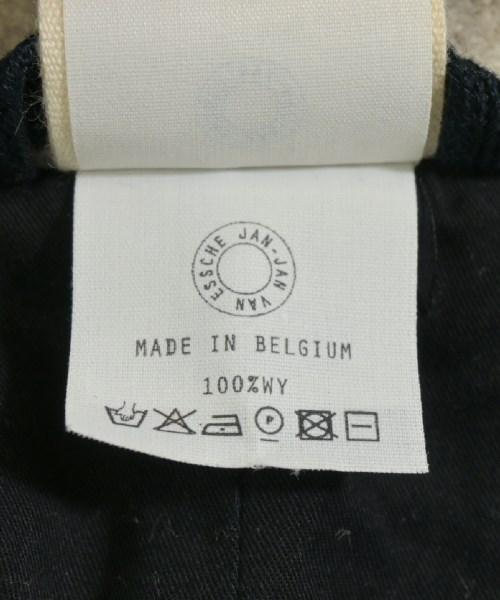 JAN-JAN VAN ESSCHE
MADE IN BELGIUM
100%WY
P